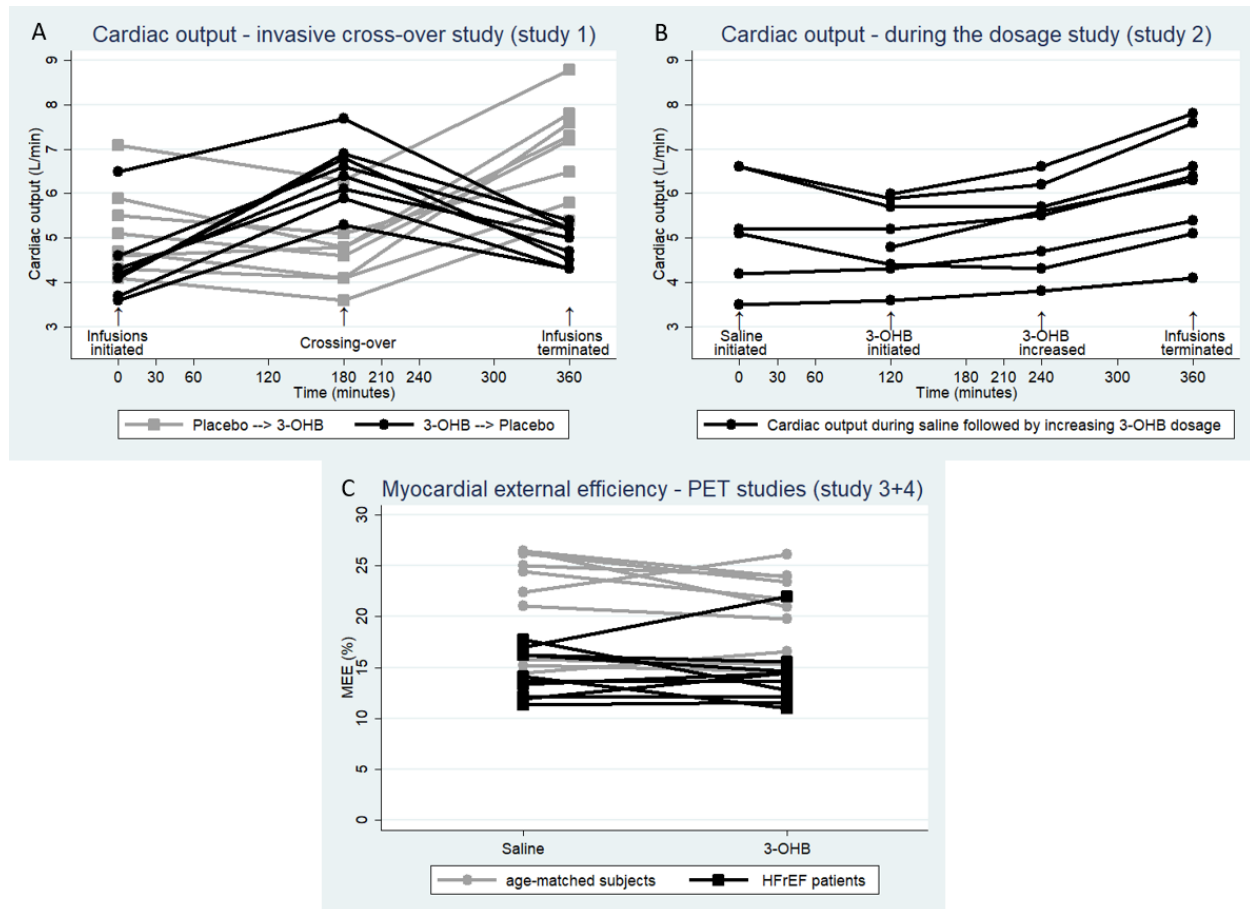 A Cardiac output - invasive cross-over study (study 1)
Cardiac output (L/min)
9
8
7
6
5
4
3
Infusions initiated
Crossing-over
Infusions terminated
0 30 60 120 180 210 240 300 360
Time (minutes)
Placebo --> 3-OHB 3-OHB --> Placebo
B Cardiac output - during the dosage study (study 2)
Cardiac output (L/min)
9
8
7
6
5
4
3
Saline initiated
3-OHB initiated
3-OHB increased
Infusions terminated
0 30 60 120 180 210 240 300 360
Time (minutes)
Cardiac output during saline followed by increasing 3-OHB dosage
C Myocardial external efficiency - PET studies (study 3+4)
MEE (%)
30
25
20
15
10
5
0
Saline 3-OHB
age-matched subjects HFrEF patients